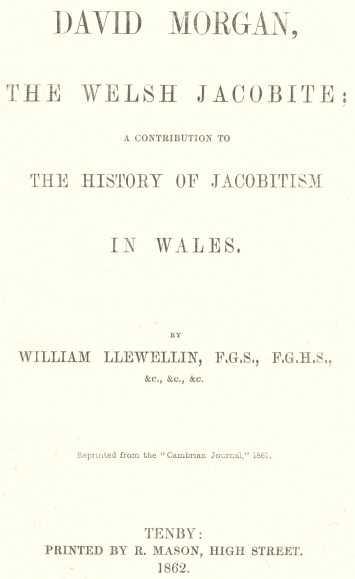 DAVID MORGAN,
THE WELSH JACOBITE;
A CONTRIBUTION TO
THE HISTORY OF JACOBITISM
IN WALES.
BY
WILLIAM LLEWELLIN, F.G.S., F.G.H.S.,
&c., &c., &c.
Reprinted from the "Cambrian Journal," 1861.
TENBY:
PRINTED BY R. MASON, HIGH STREET.
1862.